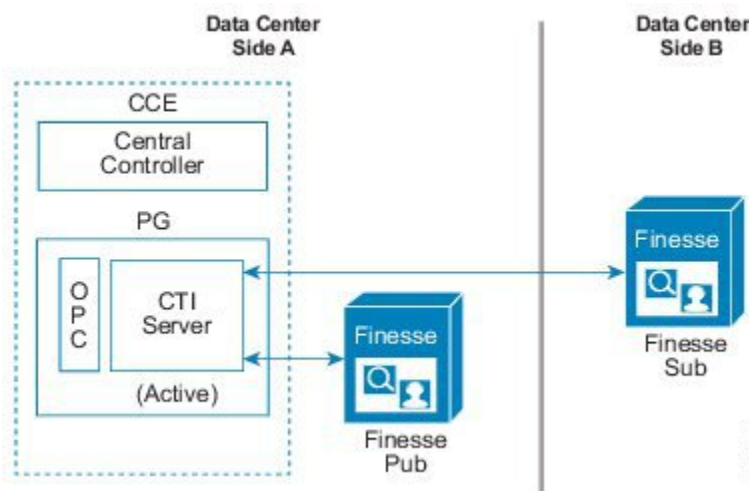 Data Center
Side A
Data Center
Side B
CCE
Central
Controller
PG
O
P
C
CTI
Server
(Active)
Finesse
Finesse
Pub
Finesse
Finesse
Sub